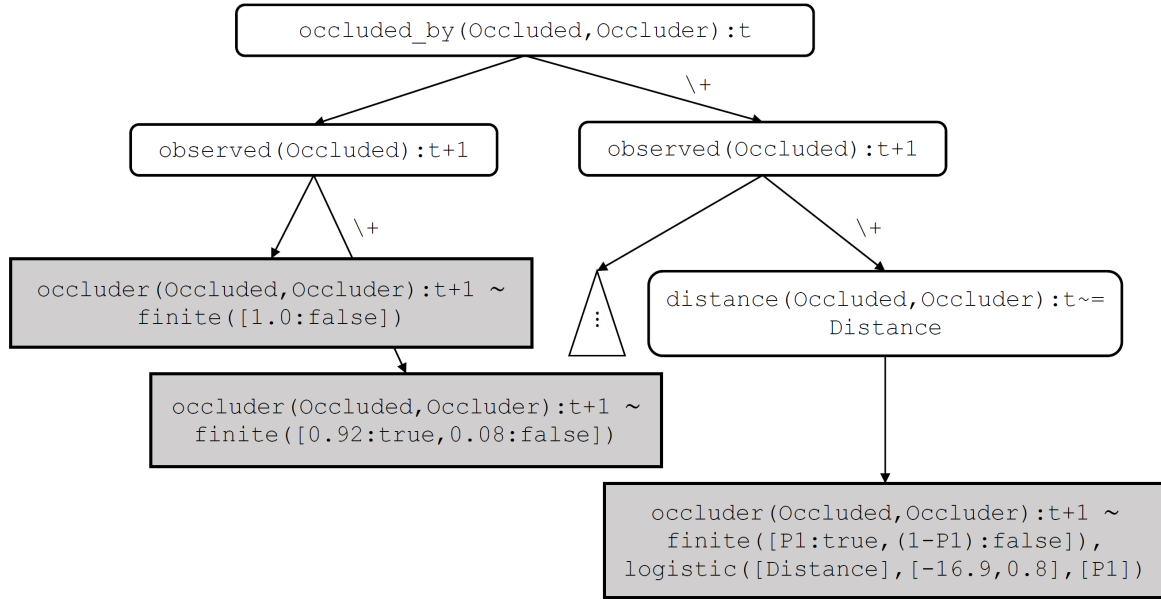 occluded_by(Occluded,Occluder):t
\+
observed(Occluded):t+1
observed(Occluded):t+1
\+
\+
occluder(Occluded,Occluder):t+1 ~
finite([1.0:false])
⋮
distance(Occluded,Occluder):t~=
Distance
occluder(Occluded,Occluder):t+1 ~
finite([0.92:true,0.08:false])
occluder(Occluded,Occluder):t+1 ~
finite([P1:true,(1-P1):false]),
logistic([Distance],[-16.9,0.8],[P1])